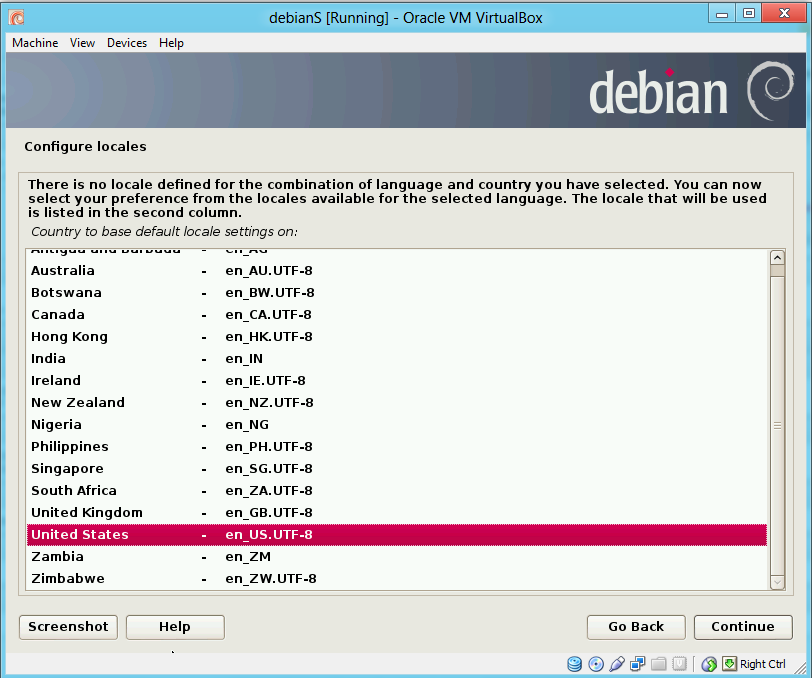 debianS [Running] - Oracle VM VirtualBox
Machine View Devices Help
debian
Configure locales
There is no locale defined for the combination of language and country you have selected. You can now
select your preference from the locales available for the selected language. The locale that will be used
is listed in the second column.
Country to base default locale settings on:
Antigua and Barbuda - en_AG
Australia - en_AU.UTF-8
Botswana - en_BW.UTF-8
Canada - en_CA.UTF-8
Hong Kong - en_HK.UTF-8
India - en_IN
Ireland - en_IE.UTF-8
New Zealand - en_NZ.UTF-8
Nigeria - en_NG
Philippines - en_PH.UTF-8
Singapore - en_SG.UTF-8
South Africa - en_ZA.UTF-8
United Kingdom - en_GB.UTF-8
United States - en_US.UTF-8
Zambia - en_ZM
Zimbabwe - en_ZW.UTF-8
Screenshot Help Go Back Continue
Right Ctrl